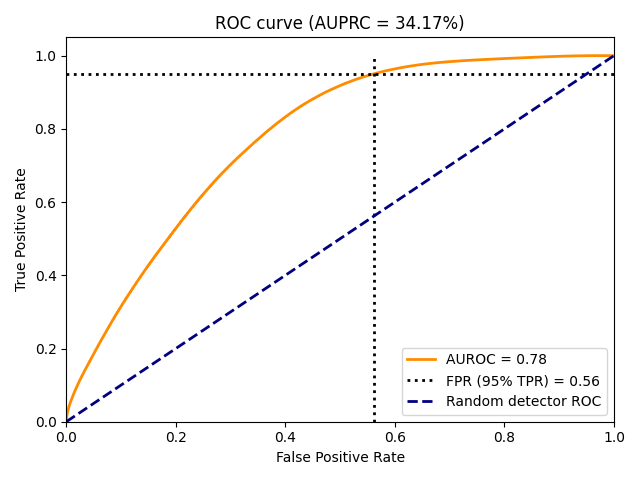 ROC curve (AUPRC = 34.17%)
1.0
0.8
0.6
0.4
0.2
0.0
True Positive Rate
AUROC = 0.78
FPR (95% TPR) = 0.56
Random detector ROC
0.0 0.2 0.4 0.6 0.8 1.0
False Positive Rate